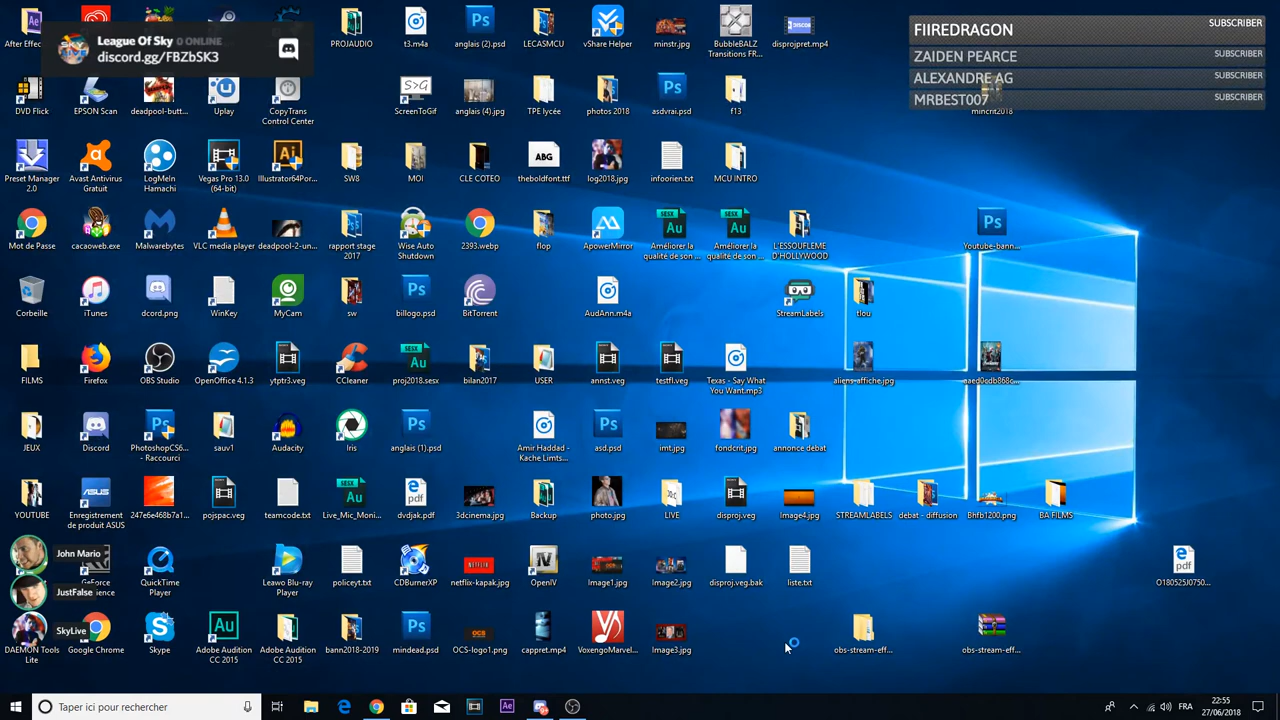 League Of Sky 0 ONLINE
discord.gg/FBZbSK3
FIIREDRAGON SUBSCRIBER
ZAIDEN PEARCE SUBSCRIBER
ALEXANDRE AG SUBSCRIBER
MRBEST007 SUBSCRIBER
After Effec...
PROJAUDIO
t3.m4a
anglais (2).psd
LECASMCU
vShare Helper
minstr.jpg
BubbleBALZ
Transitions FR...
disprojpret.mp4
DVD Flick
EPSON Scan
deadpool-butt...
Uplay
CopyTrans
Control Center
S>G
ScreenToGif
anglais (4).jpg
TPE lycée
photos 2018
asdvrai.psd
f13
mincrit2018
Preset Manager
2.0
Avast Antivirus
Gratuit
LogMeIn
Hamachi
Vegas Pro 13.0
(64-bit)
Illustrator64Por...
SW8
MOI
CLE COTEO
ABG
theboldfont.ttf
log2018.jpg
infoorien.txt
MCU INTRO
Mot de Passe
cacaoweb.exe
Malwarebytes
VLC media player
deadpool-2-un...
rapport stage
2017
Wise Auto
Shutdown
2393.webp
flop
ApowerMirror
Améliorer la
qualité de son ...
Améliorer la
qualité de son ...
L'ESSOUFLEME
D'HOLLYWOOD
Youtube-bann...
Corbeille
iTunes
dcord.png
WinKey
MyCam
sw
billogo.psd
BitTorrent
AudAnn.m4a
StreamLabels
tlou
FILMS
Firefox
OBS Studio
OpenOffice 4.1.3
ytptr3.veg
CCleaner
proj2018.sesx
bilan2017
USER
annst.veg
testfl.veg
Texas - Say What
You Want.mp3
aliens-affiche.jpg
aaed0cdb868c...
JEUX
Discord
PhotoshopCS6...
- Raccourci
sauv1
Audacity
Iris
anglais (1).psd
Amir Haddad -
Kache Limts...
asd.psd
imt.jpg
fondcrit.jpg
annonce débat
YOUTUBE
Enregistrement
de produit ASUS
247e6e468b7a1...
pojspac.veg
teamcode.txt
Live_Mic_Moni...
dvdjak.pdf
3dcinema.jpg
Backup
photo.jpg
LIVE
disproj.veg
Image4.jpg
STREAMLABELS
debat - diffusion
Bhfb1200.png
BA FILMS
John Mario
JustFalse
SkyLive
QuickTime
Player
Leawo Blu-ray
Player
policeyt.txt
CDBurnerXP
netflix-kapak.jpg
OpenIV
Image1.jpg
Image2.jpg
disproj.veg.bak
liste.txt
O180525J0750...
DAEMON Tools
Lite
Google Chrome
Skype
Adobe Audition
CC 2015
Adobe Audition
CC 2015
bann2018-2019
mindead.psd
OCS-logo1.png
cappret.mp4
VoxengoMarvel...
Image3.jpg
obs-stream-eff...
obs-stream-eff...
Taper ici pour rechercher
FRA
22:55
27/06/2018